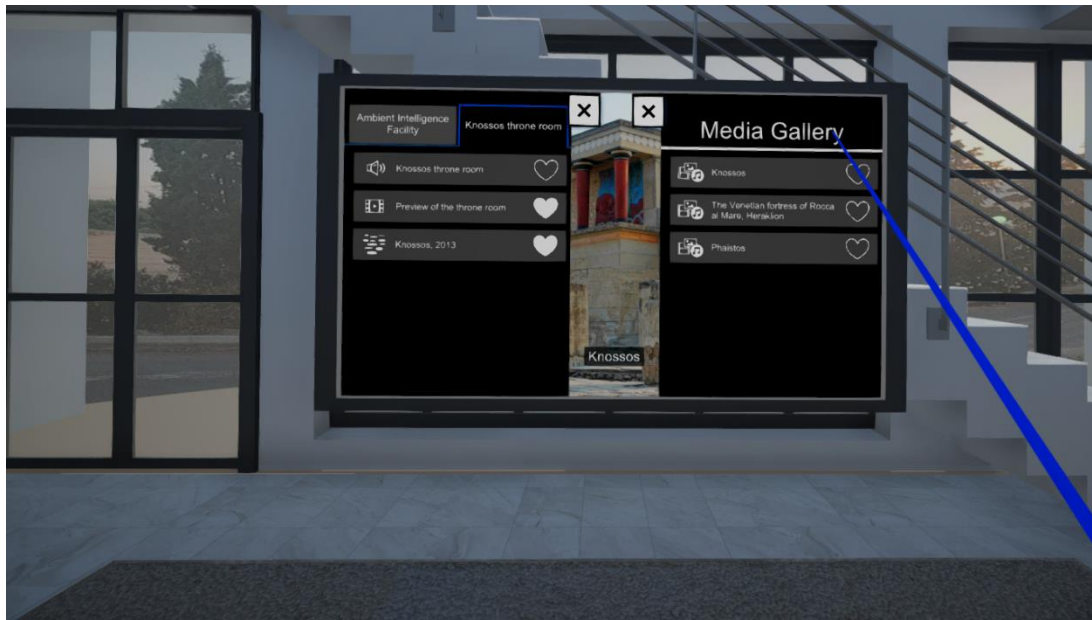 Ambient Intelligence
Facility
Knossos throne room
Knossos throne room
Preview of the throne room
Knossos, 2013
Knossos
Media Gallery
Knossos
The Venetian fortress of Rocca
al Mare, Heraklion
Phaistos